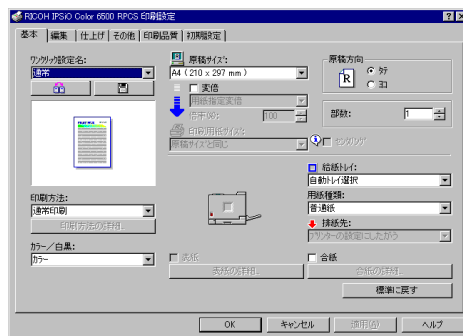 RICOH IPSiO Color 6500 RPCS 印刷設定
基本 編集 仕上げ その他 印刷品質 初期設定
ワンクリック設定名:
通常
印刷方法:
通常印刷
印刷方法の詳細...
カラー/白黒:
カラー
原稿サイズ:
A4 (210 x 297 mm)
変倍
用紙指定変倍
倍率(%):
100
印刷用紙サイズ:
原稿サイズと同じ
原稿方向
R
タテ
ヨコ
部数:
1
給紙トレイ:
自動トレイ選択
用紙種類:
普通紙
排紙先:
プリンターの設定にしたがう
表紙
表紙の詳細...
合紙
合紙の詳細...
標準に戻す
OK キャンセル 適用(A) ヘルプ